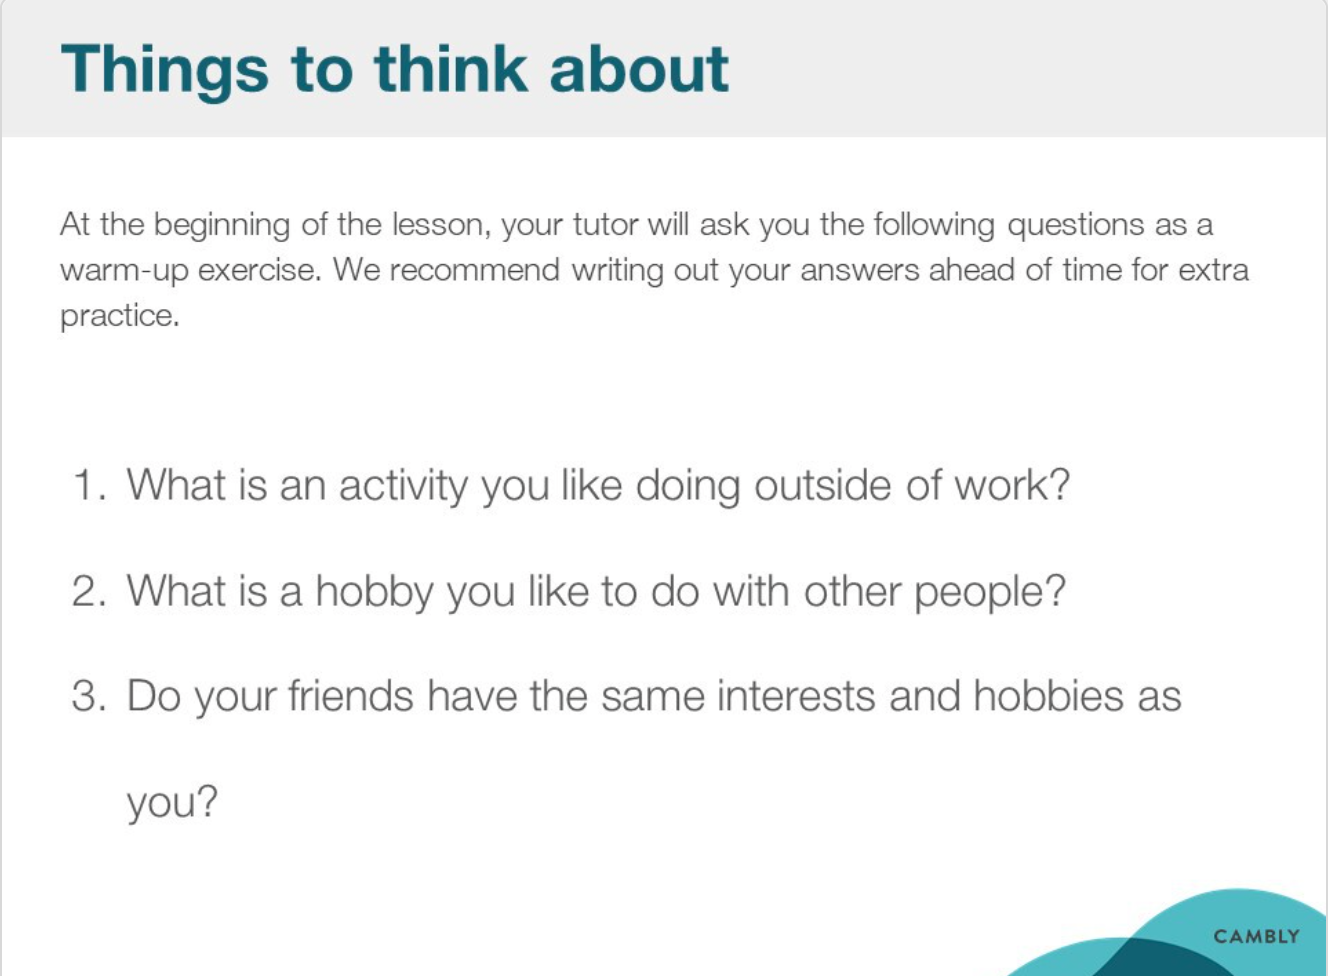 Things to think about
At the beginning of the lesson, your tutor will ask you the following questions as a
warm-up exercise. We recommend writing out your answers ahead of time for extra
practice.
1. What is an activity you like doing outside of work?
2. What is a hobby you like to do with other people?
3. Do your friends have the same interests and hobbies as
you?
CAMBLY